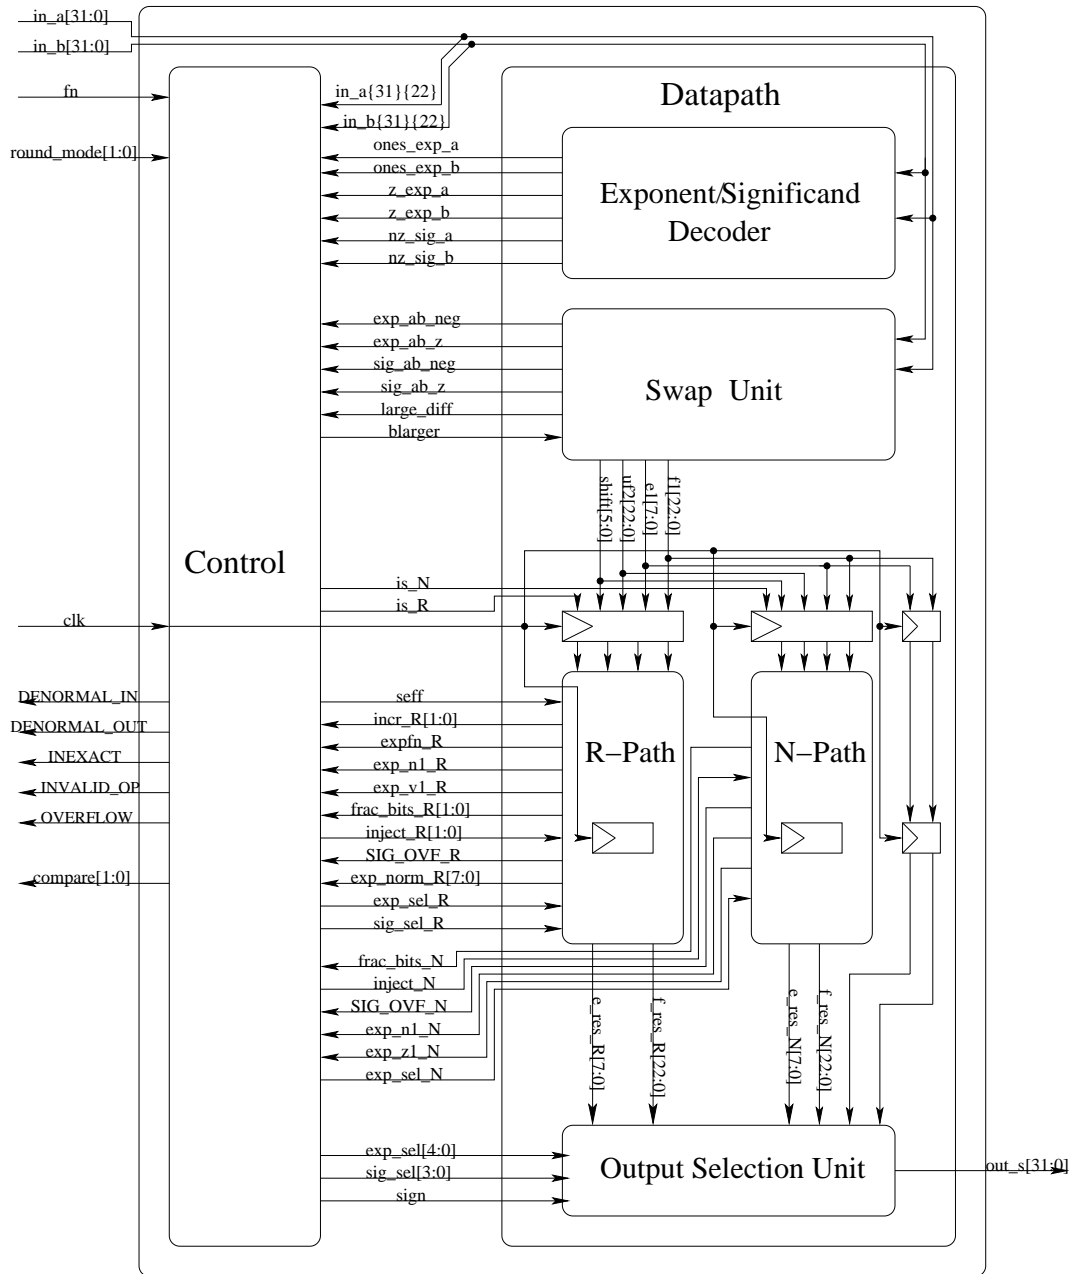 in_a[31:0]
in_b[31:0]
fn
round_mode[1:0]
in_a{31}{22}
in_b{31}{22}
Datapath
ones_exp_a
ones_exp_b
z_exp_a
z_exp_b
nz_sig_a
nz_sig_b
Exponent/Significand
Decoder
exp_ab_neg
exp_ab_z
sig_ab_neg
sig_ab_z
large_diff
blarger
Swap Unit
shift[5:0]
uf2[22:0]
e1[7:0]
f1[22:0]
Control
is_N
is_R
clk
DENORMAL_IN
DENORMAL_OUT
INEXACT
INVALID_OP
OVERFLOW
compare[1:0]
seff
incr_R[1:0]
expfn_R
exp_n1_R
exp_v1_R
frac_bits_R[1:0]
inject_R[1:0]
SIG_OVF_R
exp_norm_R[7:0]
exp_sel_R
sig_sel_R
R−Path
N−Path
frac_bits_N
inject_N
SIG_OVF_N
exp_n1_N
exp_z1_N
exp_sel_N
e_res_R[7:0]
f_res_R[22:0]
e_res_N[7:0]
f_res_N[22:0]
exp_sel[4:0]
sig_sel[3:0]
sign
Output Selection Unit
out_s[31:0]